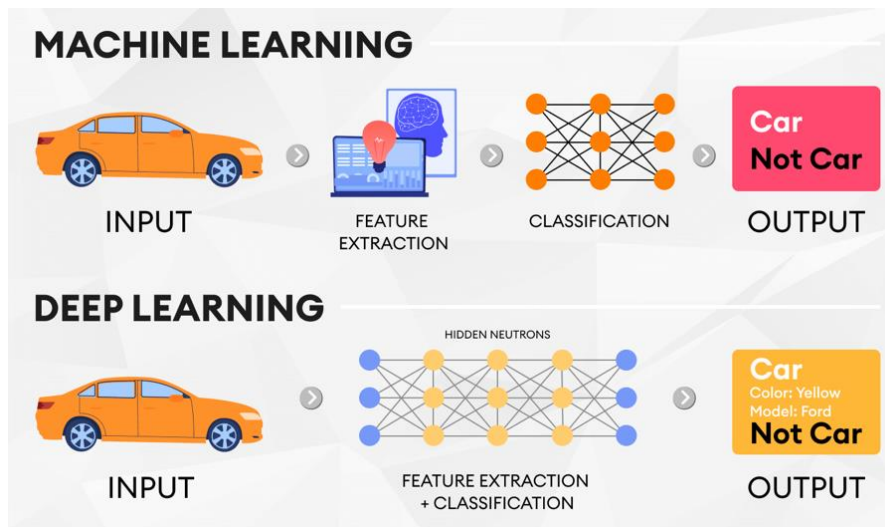 MACHINE LEARNING
INPUT
FEATURE
EXTRACTION
CLASSIFICATION
Car
Not Car
OUTPUT
DEEP LEARNING
INPUT
HIDDEN NEUTRONS
FEATURE EXTRACTION
+ CLASSIFICATION
Car
Color: Yellow
Model: Ford
Not Car
OUTPUT